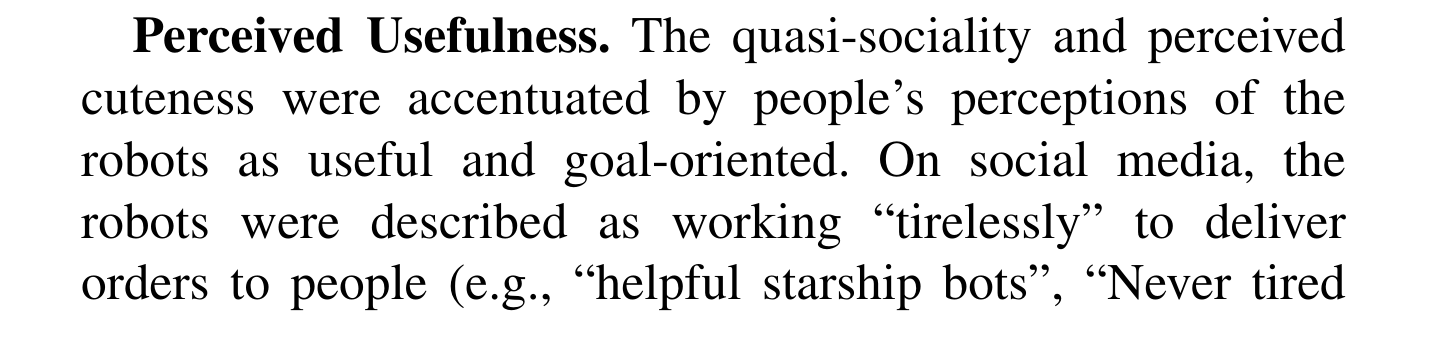 Perceived Usefulness. The quasi-sociality and perceived
cuteness were accentuated by people’s perceptions of the
robots as useful and goal-oriented. On social media, the
robots were described as working “tirelessly” to deliver
orders to people (e.g., “helpful starship bots”, “Never tired